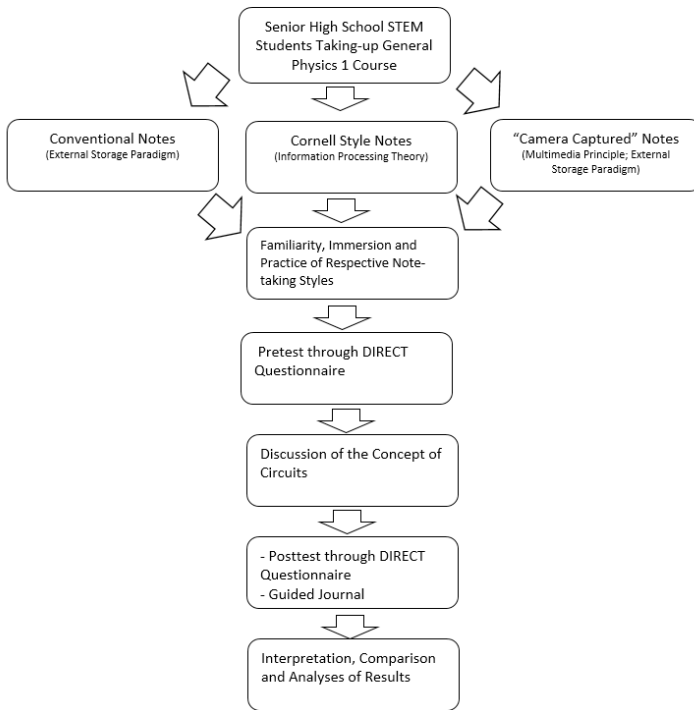 Senior High School STEM
Students Taking-up General
Physics 1 Course
Conventional Notes
(External Storage Paradigm)
Cornell Style Notes
(Information Processing Theory)
“Camera Captured” Notes
(Multimedia Principle; External
Storage Paradigm)
Familiarity, Immersion and
Practice of Respective Note-
taking Styles
Pretest through DIRECT
Questionnaire
Discussion of the Concept of
Circuits
- Posttest through DIRECT
Questionnaire
- Guided Journal
Interpretation, Comparison
and Analyses of Results